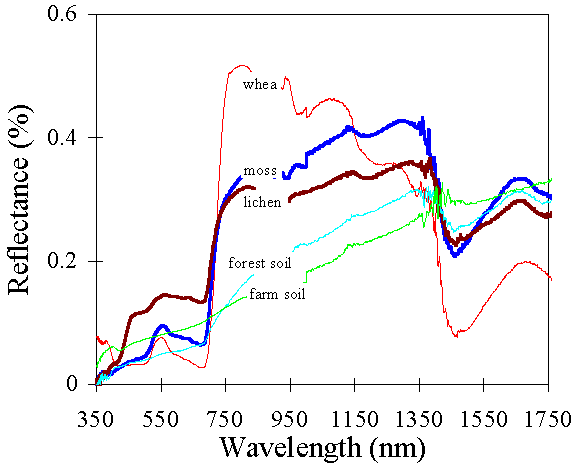 0.6
0.4
0.2
0
Reflectance (%)
whea
moss
lichen
forest soil
farm soil
350 550 750 950 1150 1350 1550 1750
Wavelength (nm)